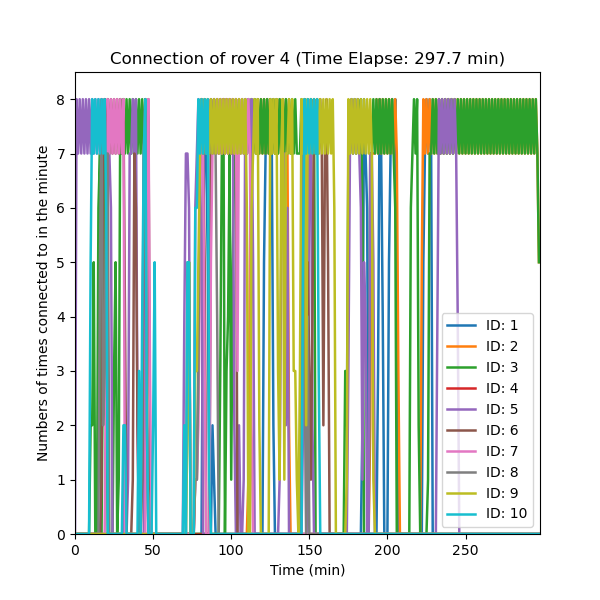 Connection of rover 4 (Time Elapse: 297.7 min)
Numbers of times connected to in the minute
8
7
6
5
4
3
2
1
0
0 50 100 150 200 250
Time (min)
ID: 1
ID: 2
ID: 3
ID: 4
ID: 5
ID: 6
ID: 7
ID: 8
ID: 9
ID: 10